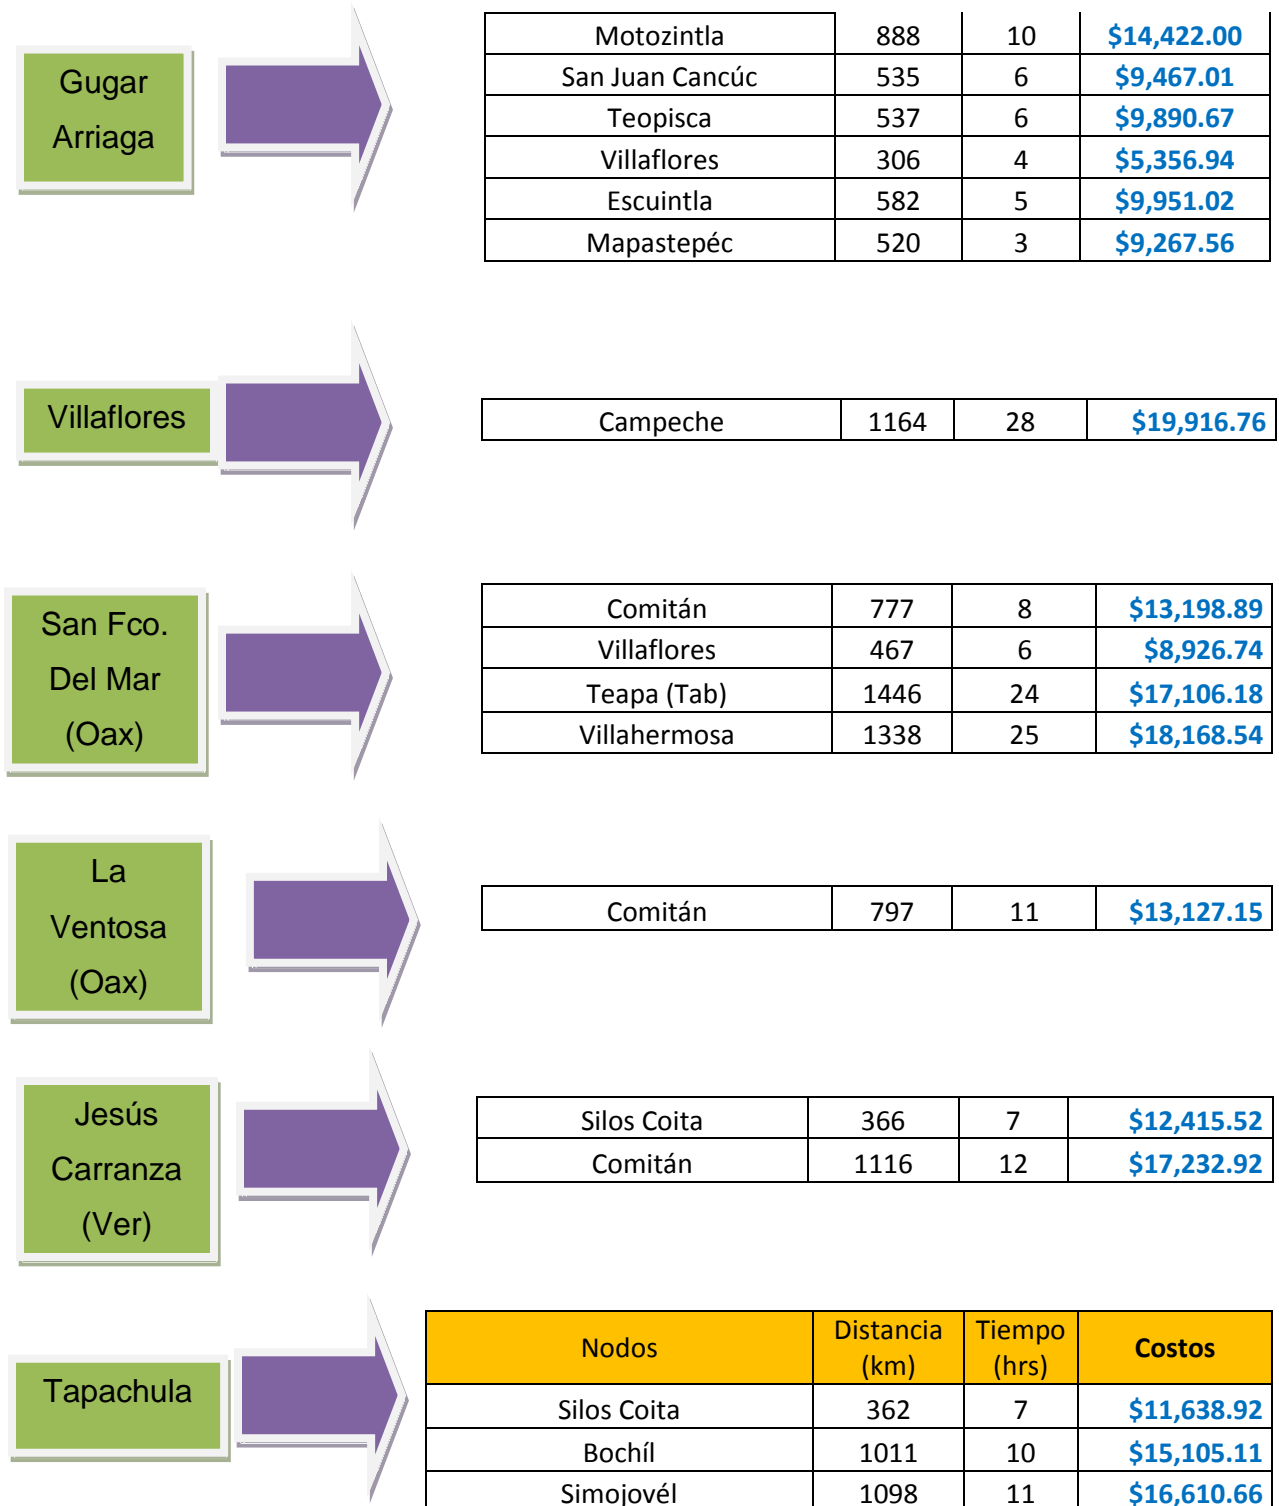 Gugar
Arriaga
Motozintla 888 10 $14,422.00
San Juan Cancúc 535 6 $9,467.01
Teopisca 537 6 $9,890.67
Villaflores 306 4 $5,356.94
Escuintla 582 5 $9,951.02
Mapastepéc 520 3 $9,267.56
Villaflores
Campeche 1164 28 $19,916.76
San Fco.
Del Mar
(Oax)
Comitán 777 8 $13,198.89
Villaflores 467 6 $8,926.74
Teapa (Tab) 1446 24 $17,106.18
Villahermosa 1338 25 $18,168.54
La
Ventosa
(Oax)
Comitán 797 11 $13,127.15
Jesús
Carranza
(Ver)
Silos Coita 366 7 $12,415.52
Comitán 1116 12 $17,232.92
Tapachula
Nodos Distancia (km) Tiempo (hrs) Costos
Silos Coita 362 7 $11,638.92
Bochíl 1011 10 $15,105.11
Simojovél 1098 11 $16,610.66